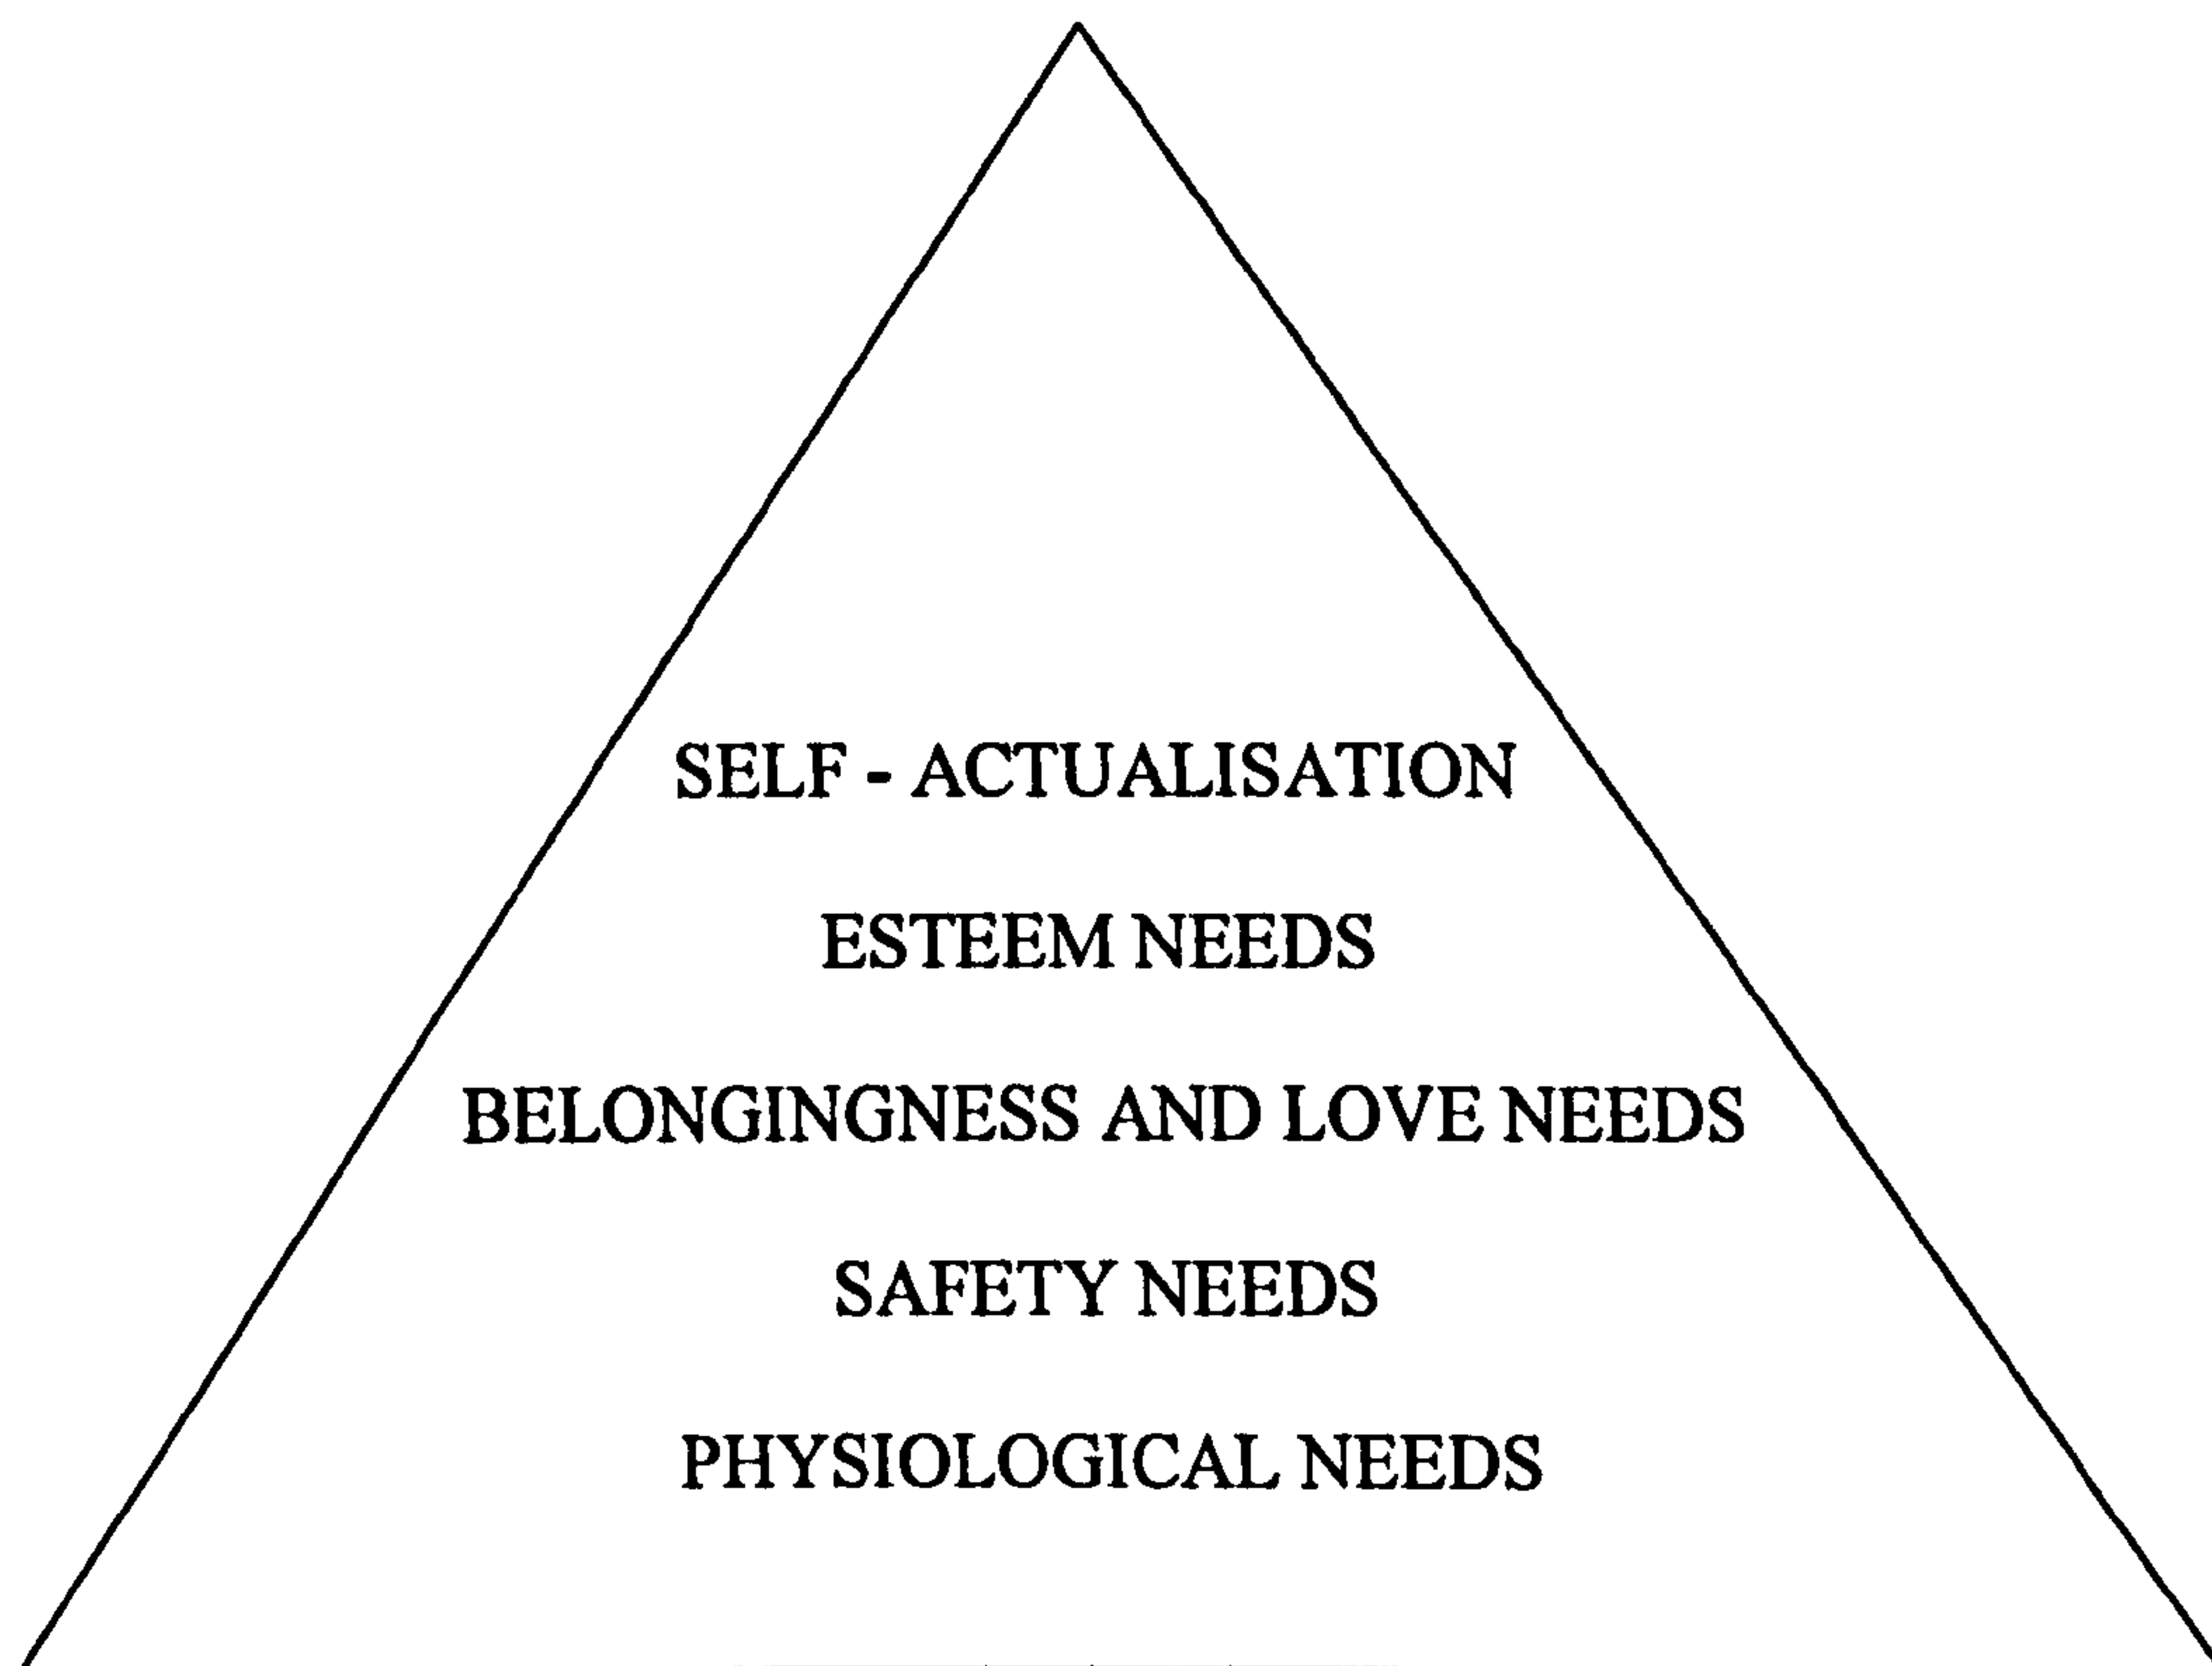 SELF - ACTUALISATION
ESTEEM NEEDS
BELONGINGNESS AND LOVE NEEDS
SAFETY NEEDS
PHYSIOLOGICAL NEEDS